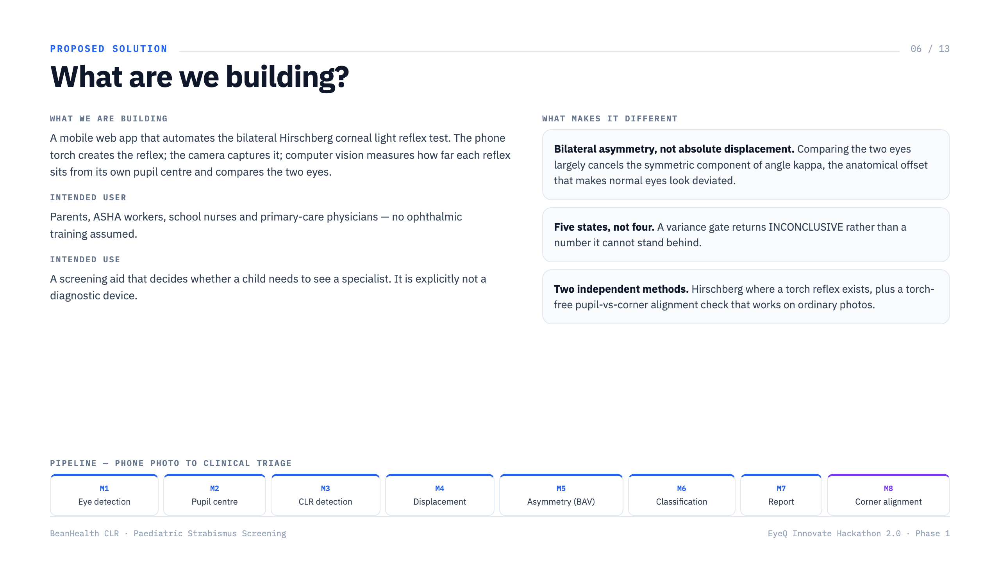 PROPOSED SOLUTION
06 / 13
What are we building?
WHAT WE ARE BUILDING
A mobile web app that automates the bilateral Hirschberg corneal light reflex test. The phone
torch creates the reflex; the camera captures it; computer vision measures how far each reflex
sits from its own pupil centre and compares the two eyes.
INTENDED USER
Parents, ASHA workers, school nurses and primary-care physicians — no ophthalmic
training assumed.
INTENDED USE
A screening aid that decides whether a child needs to see a specialist. It is explicitly not a
diagnostic device.
WHAT MAKES IT DIFFERENT
Bilateral asymmetry, not absolute displacement. Comparing the two eyes
largely cancels the symmetric component of angle kappa, the anatomical offset
that makes normal eyes look deviated.
Five states, not four. A variance gate returns INCONCLUSIVE rather than a
number it cannot stand behind.
Two independent methods. Hirschberg where a torch reflex exists, plus a torch-
free pupil-vs-corner alignment check that works on ordinary photos.
PIPELINE — PHONE PHOTO TO CLINICAL TRIAGE
M1
Eye detection
M2
Pupil centre
M3
CLR detection
M4
Displacement
M5
Asymmetry (BAV)
M6
Classification
M7
Report
M8
Corner alignment
BeanHealth CLR · Paediatric Strabismus Screening
EyeQ Innovate Hackathon 2.0 · Phase 1